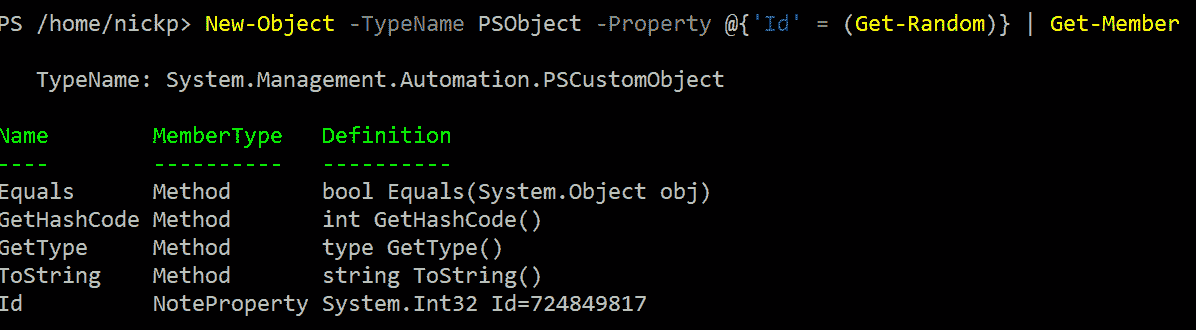 PS /home/nickp> New-Object -TypeName PSObject -Property @{'Id' = (Get-Random)} | Get-Member
TypeName: System.Management.Automation.PSCustomObject
Name MemberType Definition
---- ---------- ----------
Equals Method bool Equals(System.Object obj)
GetHashCode Method int GetHashCode()
GetType Method type GetType()
ToString Method string ToString()
Id NoteProperty System.Int32 Id=724849817